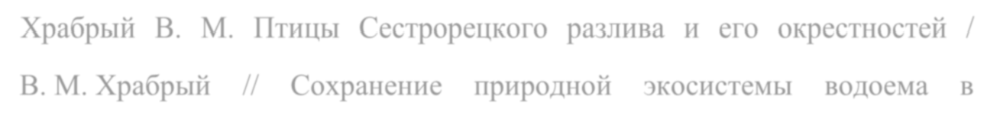 Храбрый В. М. Птицы Сестрорецкого разлива и его окрестностей /
В. М. Храбрый // Сохранение природной экосистемы водоема в